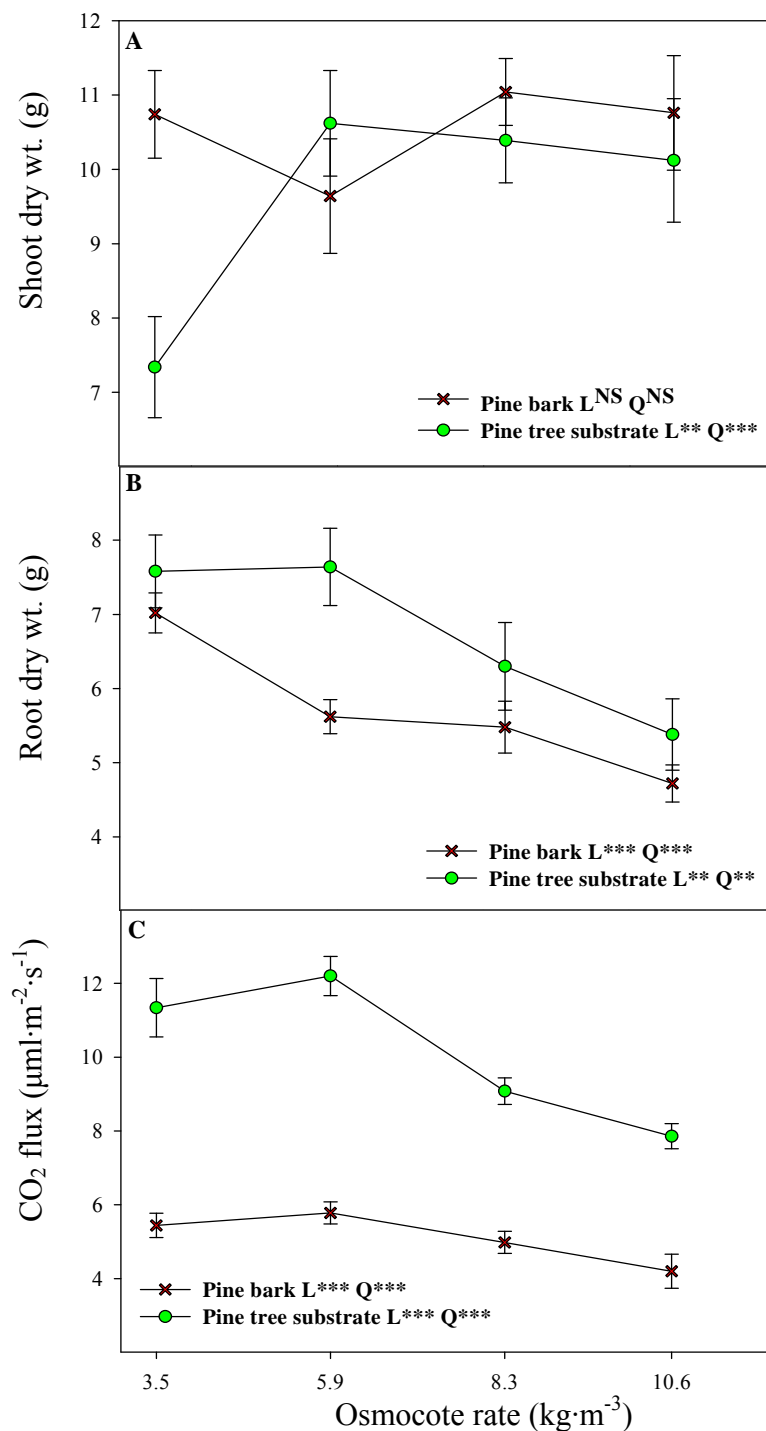 A
Shoot dry wt. (g)
12
11
10
9
8
7
Pine bark L^NS Q^NS
Pine tree substrate L** Q***
B
Root dry wt. (g)
8
7
6
5
4
Pine bark L*** Q***
Pine tree substrate L** Q**
C
CO₂ flux (µml·m⁻²·s⁻¹)
12
10
8
6
4
Pine bark L*** Q***
Pine tree substrate L*** Q***
3.5 5.9 8.3 10.6
Osmocote rate (kg·m⁻³)